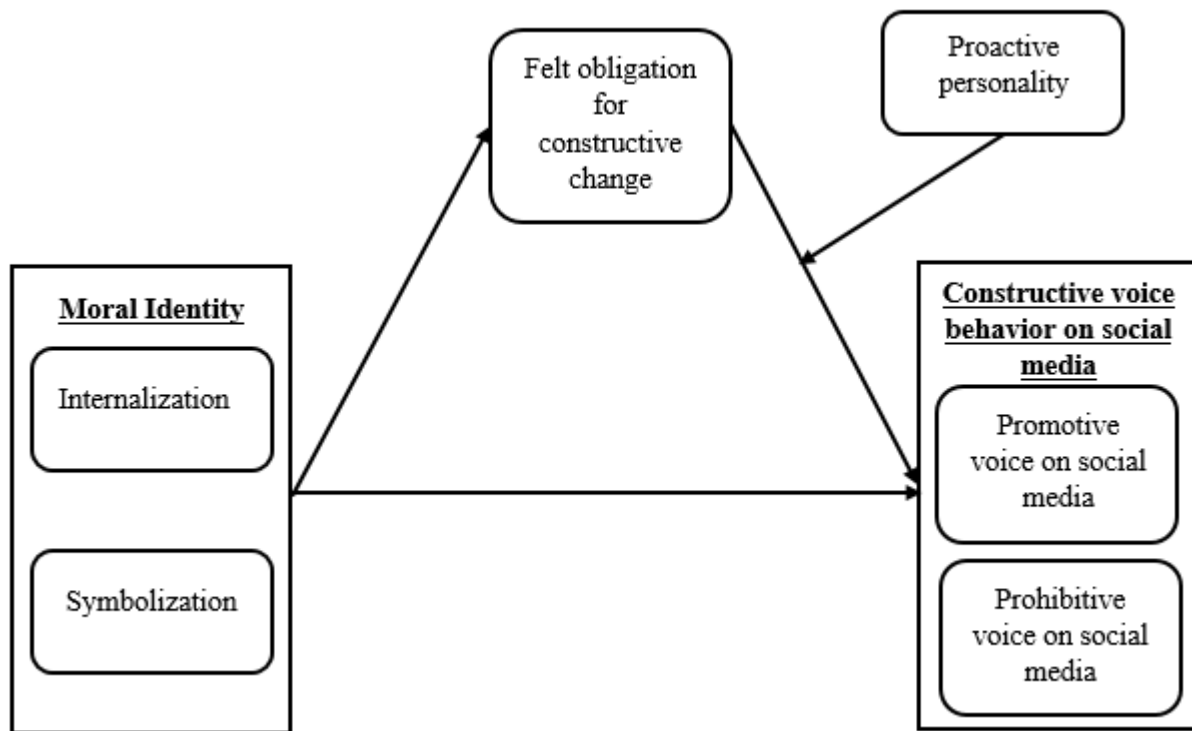 Felt obligation
for
constructive
change
Proactive
personality
Moral Identity
Internalization
Symbolization
Constructive voice
behavior on social
media
Promotive
voice on social
media
Prohibitive
voice on social
media